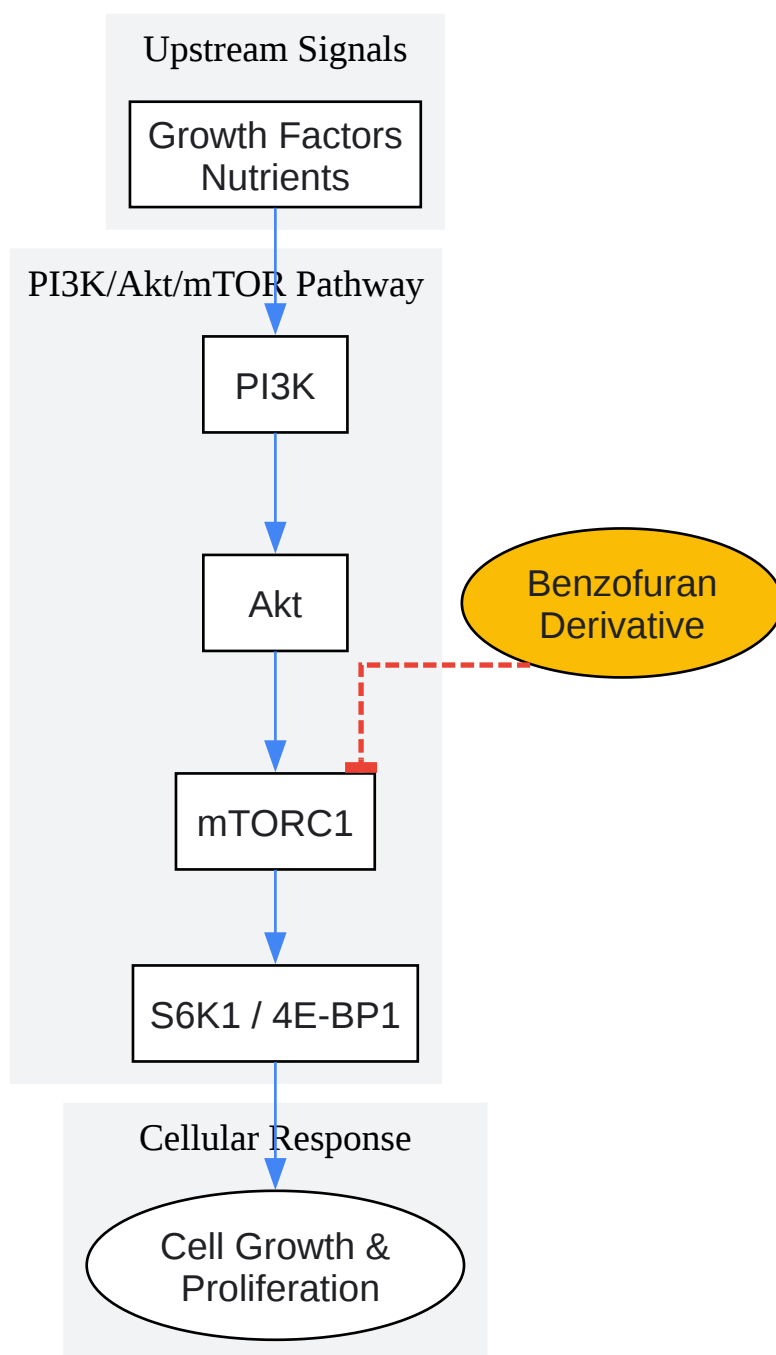 Upstream Signals
Growth Factors
Nutrients
PI3K/Akt/mTOR Pathway
PI3K
Akt
Benzofuran
Derivative
mTORC1
S6K1 / 4E-BP1
Cellular Response
Cell Growth &
Proliferation